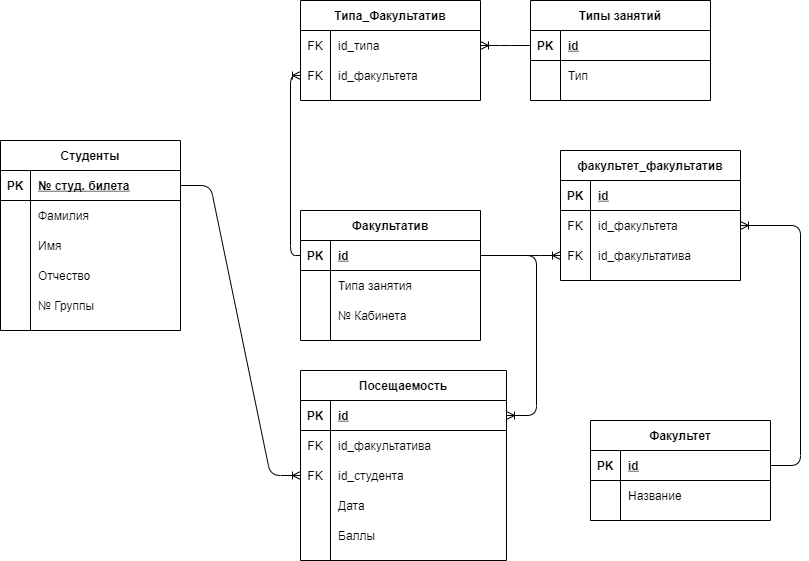 Типа_Факультатив
FK id_типа
FK id_факультета
Типы занятий
PK id
Тип
Студенты
PK № студ. билета
Фамилия
Имя
Отчество
№ Группы
факультет_факультатив
PK id
FK id_факультета
FK id_факультатива
Факультатив
PK id
Типа занятия
№ Кабинета
Посещаемость
PK id
FK id_факультатива
FK id_студента
Дата
Баллы
Факультет
PK id
Название